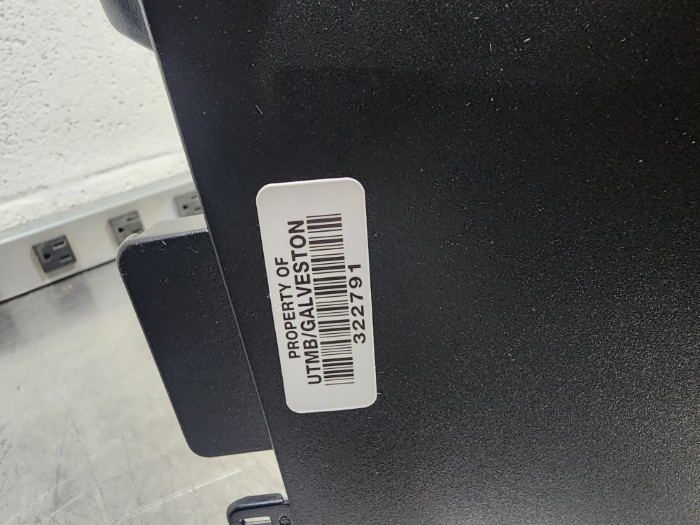 PROPERTY OF
UTMB/GALVESTON
322791